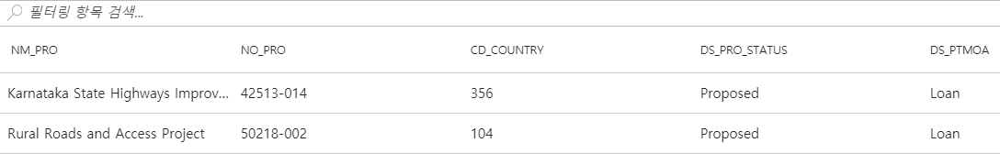 필터링 항목 검색...
NM_PRO NO_PRO CD_COUNTRY DS_PRO_STATUS DS_PTMOA
Karnataka State Highways Improv... 42513-014 356 Proposed Loan
Rural Roads and Access Project 50218-002 104 Proposed Loan